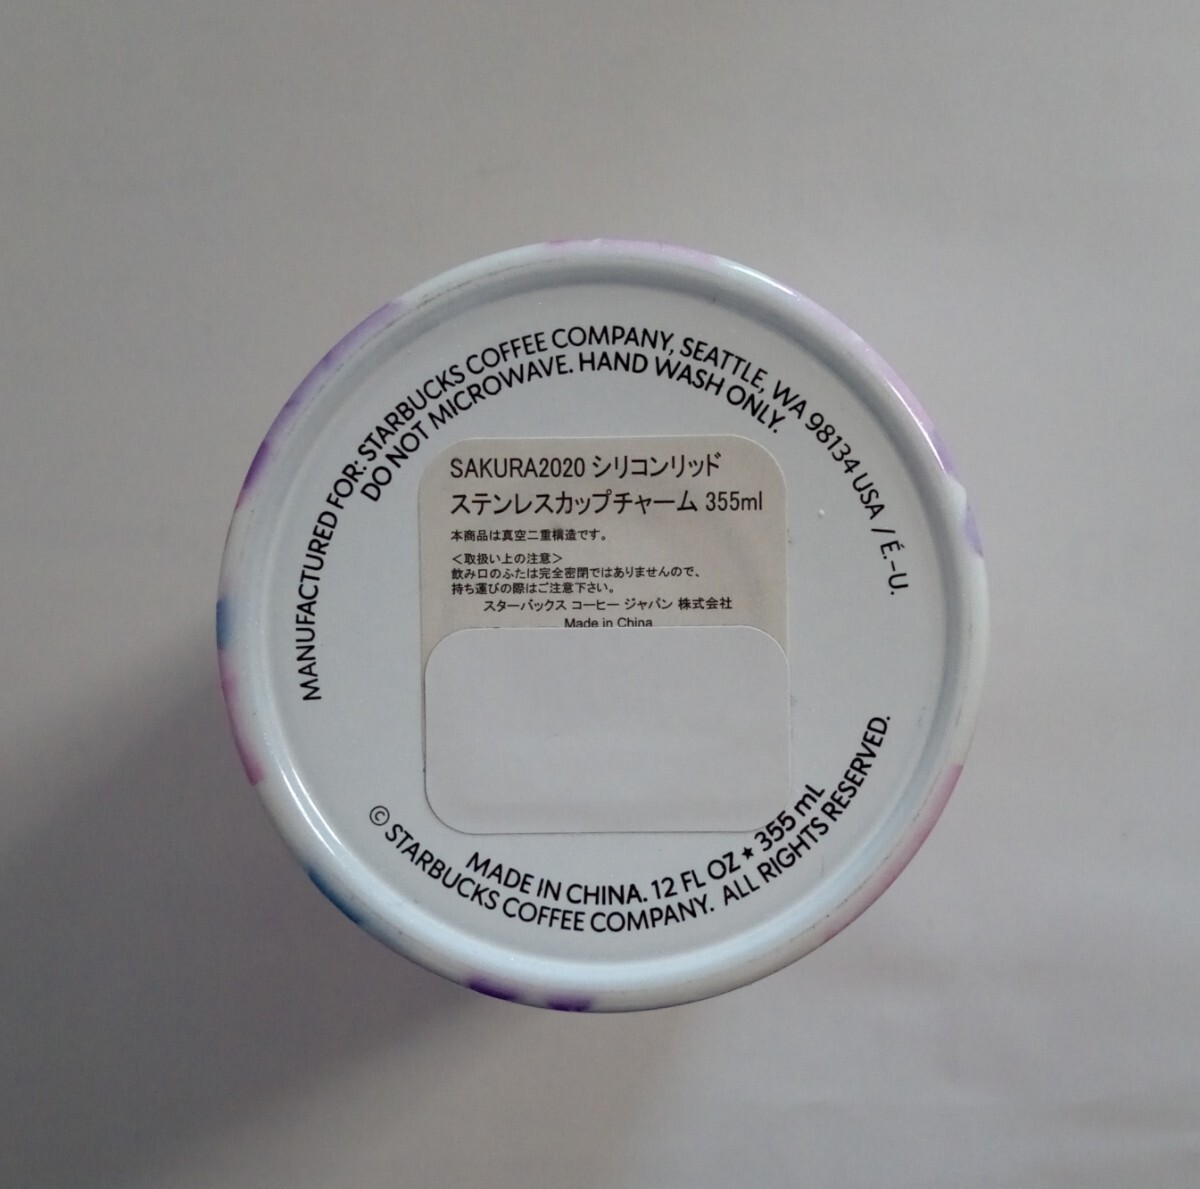 MANUFACTURED FOR: STARBUCKS COFFEE COMPANY, SEATTLE, WA 98134 USA / É.-U.
DO NOT MICROWAVE. HAND WASH ONLY.
SAKURA2020 シリコンリッド
ステンレスカップチャーム 355ml
本商品は真空二重構造です。
＜取扱い上の注意＞
飲み口のふたは完全密閉ではありませんので、
持ち運びの際はご注意下さい。
スターバックス コーヒー ジャパン 株式会社
Made in China
MADE IN CHINA. 12 FL OZ ★ 355 mL
© STARBUCKS COFFEE COMPANY. ALL RIGHTS RESERVED.